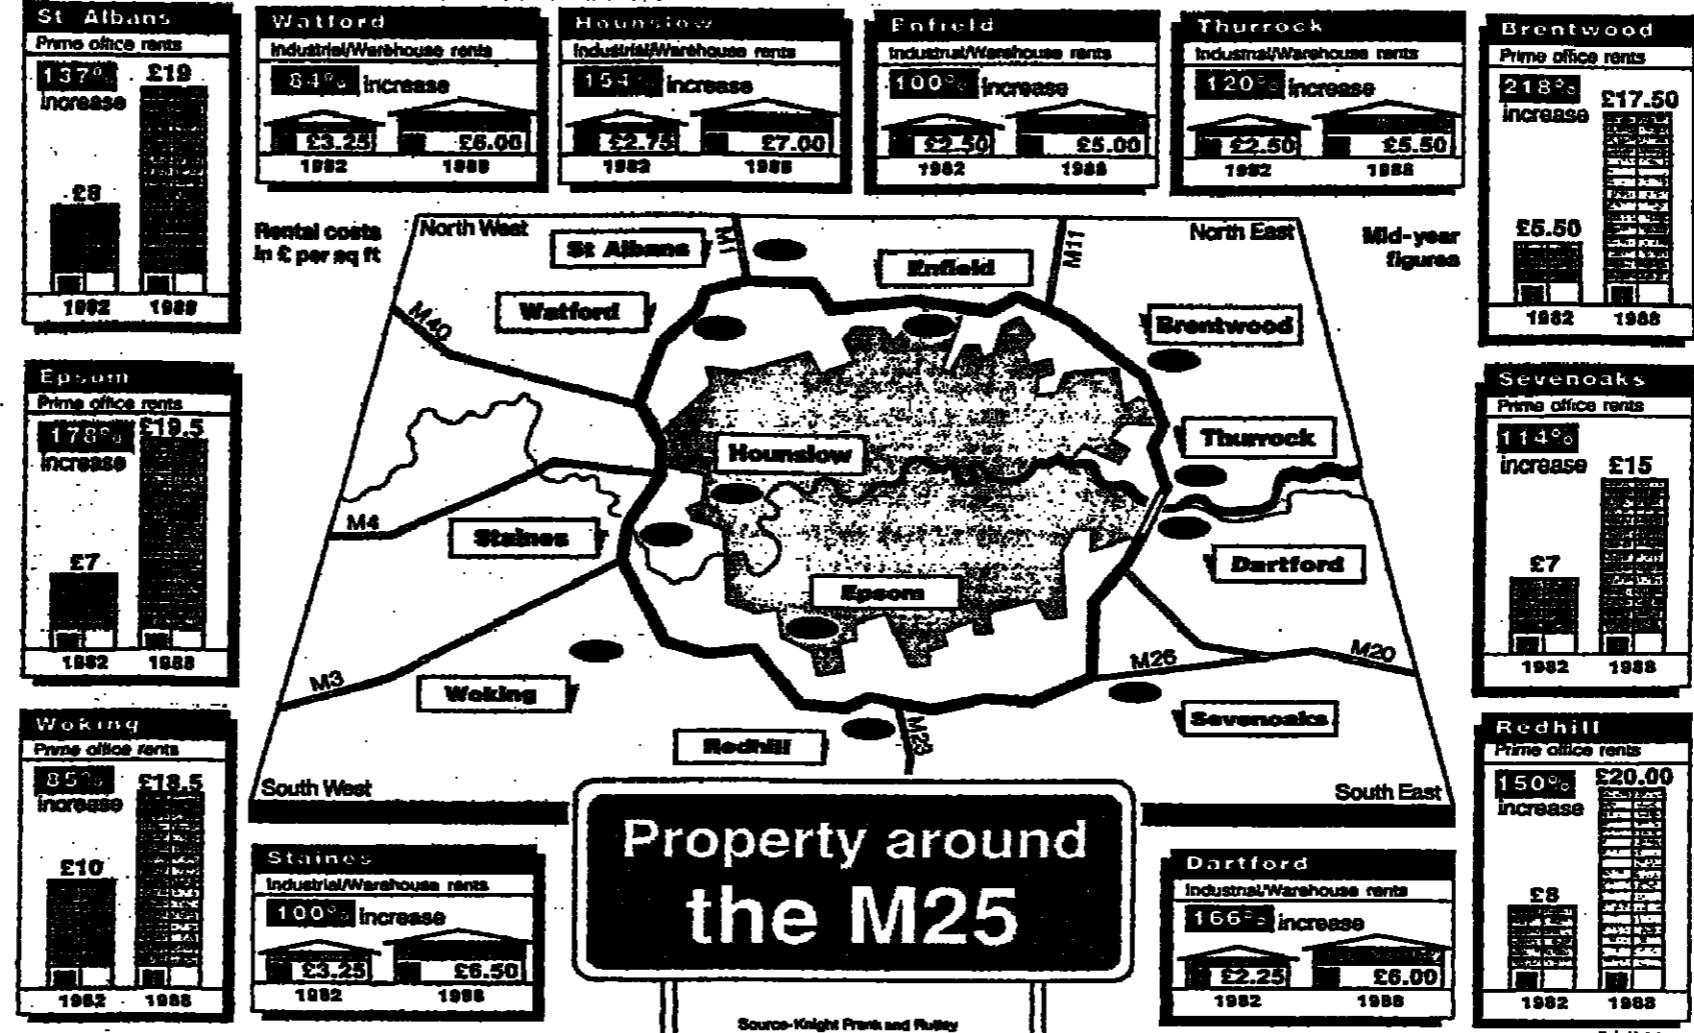 St Albans
Prime office rents
137% increase
£19
£8
1982 1988
Watford
Industrial/Warehouse rents
84% increase
£3.25 £6.00
1982 1988
Hounslow
Industrial/Warehouse rents
154% increase
£2.75 £7.00
1982 1988
Enfield
Industrial/Warehouse rents
100% increase
£2.50 £5.00
1982 1988
Thurrock
Industrial/Warehouse rents
120% increase
£2.50 £5.50
1982 1988
Brentwood
Prime office rents
218% increase
£17.50
£5.50
1982 1988
Rental costs
in £ per sq ft
Mid-year
figures
North West
North East
M1
M11
St Albans
Enfield
Watford
M40
Brentwood
Thurrock
Hounslow
M4
Staines
Dartford
Epsom
M3
M26
M20
Woking
Sevenoaks
Redhill
M23
South West
South East
Epsom
Prime office rents
178% increase
£19.5
£7
1982 1988
Sevenoaks
Prime office rents
114% increase
£15
£7
1982 1988
Woking
Prime office rents
85% increase
£18.5
£10
1982 1988
Staines
Industrial/Warehouse rents
100% increase
£3.25 £6.50
1982 1988
Property around
the M25
Source-Knight Frank and Rutley
Dartford
Industrial/Warehouse rents
166% increase
£2.25 £6.00
1982 1988
Redhill
Prime office rents
150% increase
£20.00
£8
1982 1988